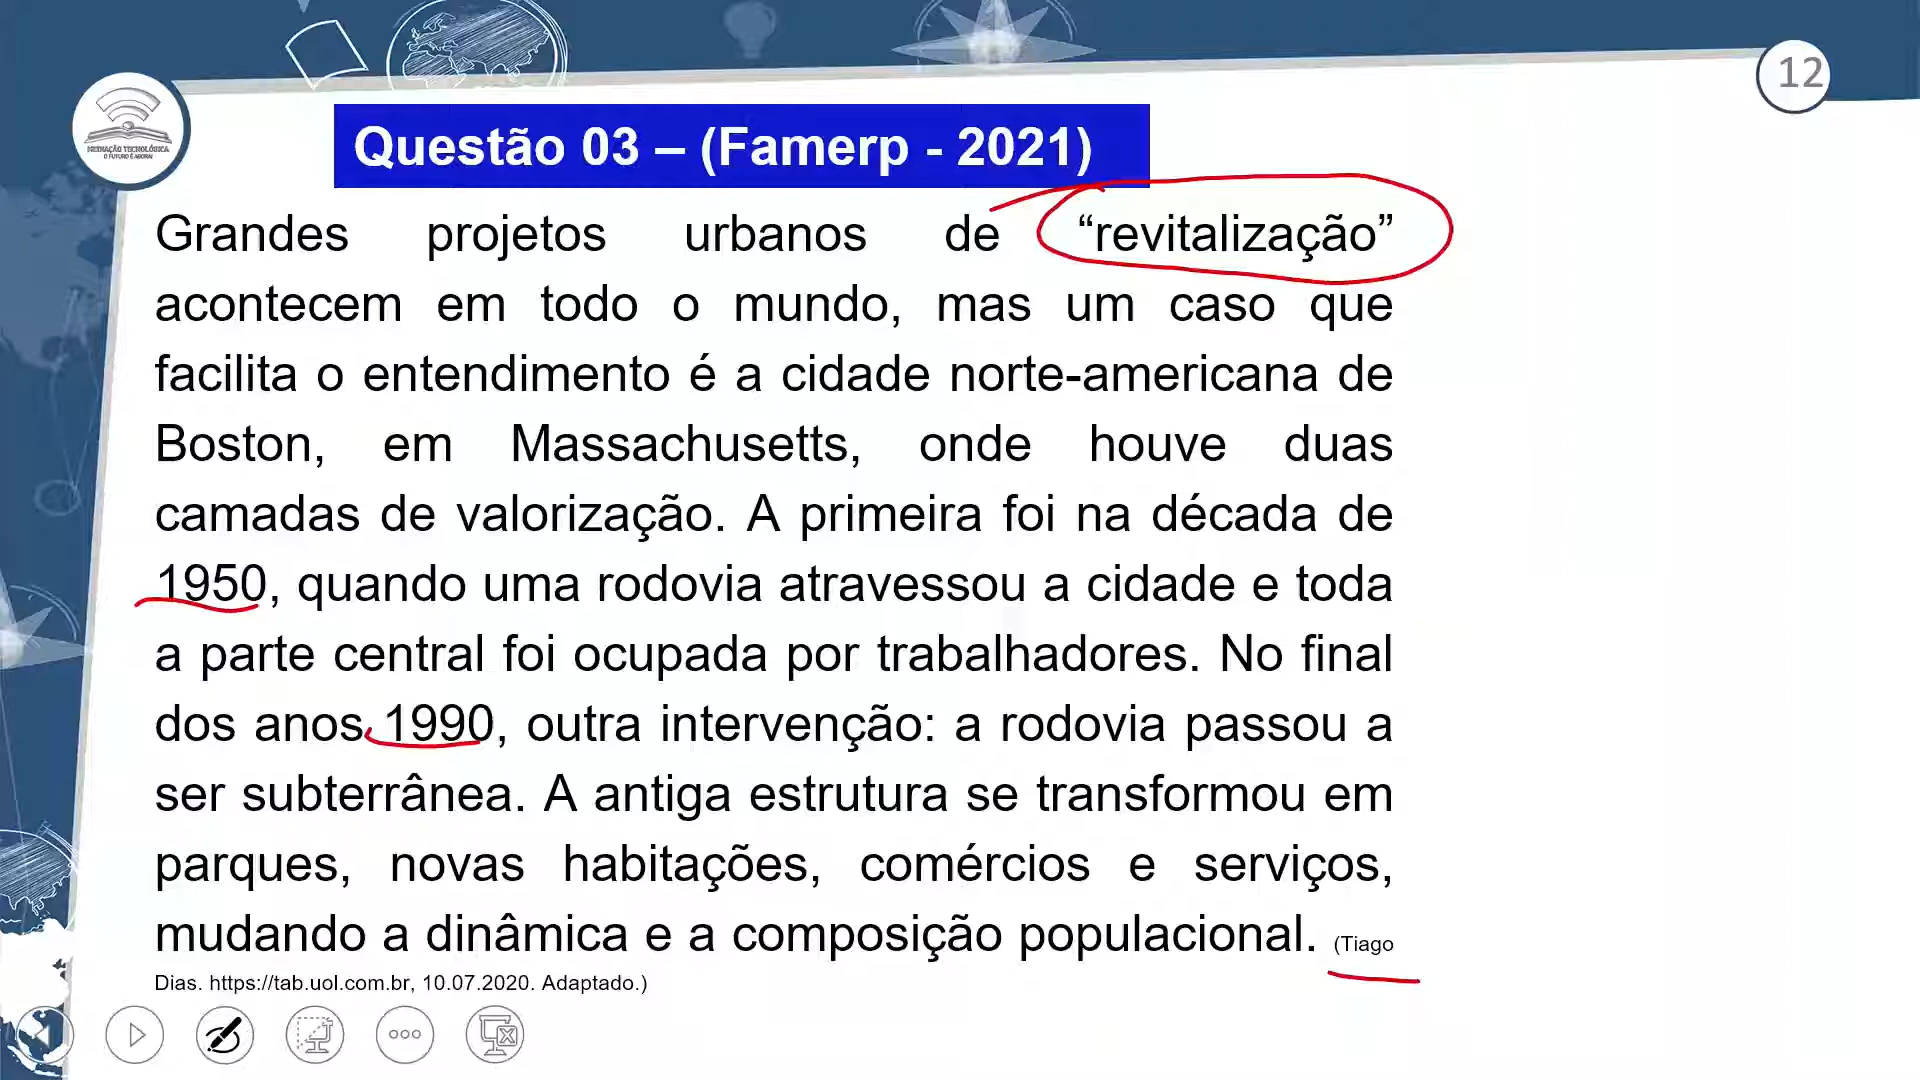 12
MEDIAÇÃO TECNOLÓGICA
O FUTURO É AGORA!
Questão 03 – (Famerp - 2021)
Grandes projetos urbanos de “revitalização”
acontecem em todo o mundo, mas um caso que
facilita o entendimento é a cidade norte-americana de
Boston, em Massachusetts, onde houve duas
camadas de valorização. A primeira foi na década de
1950, quando uma rodovia atravessou a cidade e toda
a parte central foi ocupada por trabalhadores. No final
dos anos 1990, outra intervenção: a rodovia passou a
ser subterrânea. A antiga estrutura se transformou em
parques, novas habitações, comércios e serviços,
mudando a dinâmica e a composição populacional. (Tiago
Dias. https://tab.uol.com.br, 10.07.2020. Adaptado.)